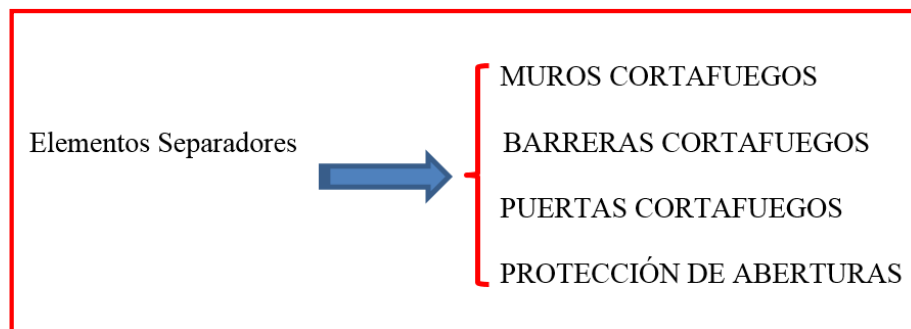 MUROS CORTAFUEGOS
Elementos Separadores
BARRERAS CORTAFUEGOS
PUERTAS CORTAFUEGOS
PROTECCIÓN DE ABERTURAS